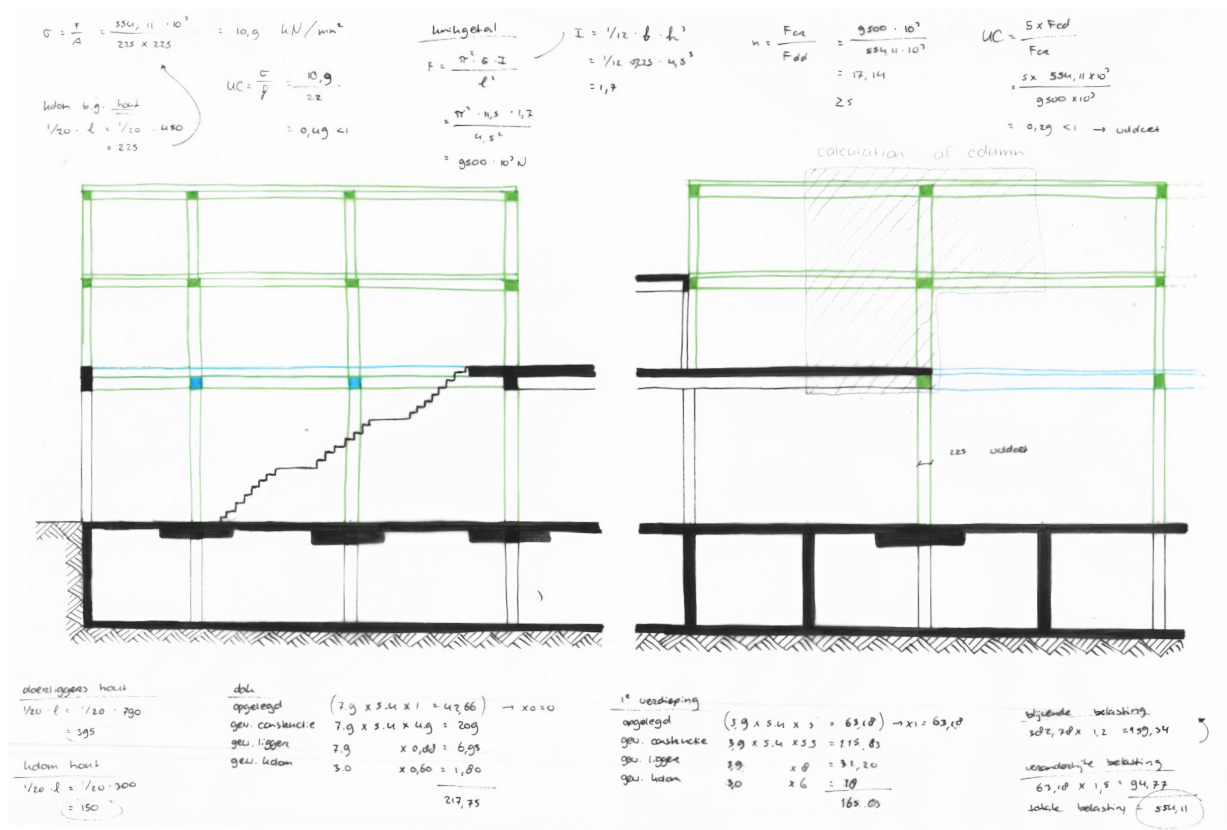 σ = F/A = 554,11 · 10³ / 225 x 225 = 10,9 kN/mm²
kolom b.g. hout
1/20 · l = 1/20 · 450
= 225
UC = σ/f = 10,9 / 22
= 0,49 <1
knikgetal
F = π² · E · I / l²
= π² · 11,5 · 1,7 / 4,5²
= 9500 · 10³ N
I = 1/12 · b · h³
= 1/12 · 0,225 · 4,5³
= 1,7
n = Fcr / Fdd = 9500 · 10³ / 554,11 · 10³
= 17,14
≥5
UC = 5 x Fcd / Fcr
= 5x 554,11 x 10³ / 9500 x 10³
= 0,29 <1 → voldoet
calculation of column
225 voldoet
doorliggers hout
1/20 · l = 1/20 · 790
= 395
kolom hout
1/20 · l = 1/20 · 300
= 150
dak
opgelegd (7.9 x 5.4 x 1 = 42,66) → x0=0
gew. constructie 7.9 x 5.4 x 4.9 = 209
gew. ligger 7.9 x 0,88 = 6,95
gew. kolom 3.0 x 0,60 = 1,80
217,75
1e verdieping
opgelegd (3,9 x 5.4 x 3 = 63,18) → x1 = 63,18
gew. constructie 3,9 x 5.4 x 5.5 = 115,83
gew. ligger 3,9 x 8 = 31,20
gew. kolom 3,0 x 6 = 18
165.03
blijvende belasting
382,78 x 1,2 = 459,34
veranderlijke belasting
63,18 x 1,5 = 94,77
totale belasting = 554,11